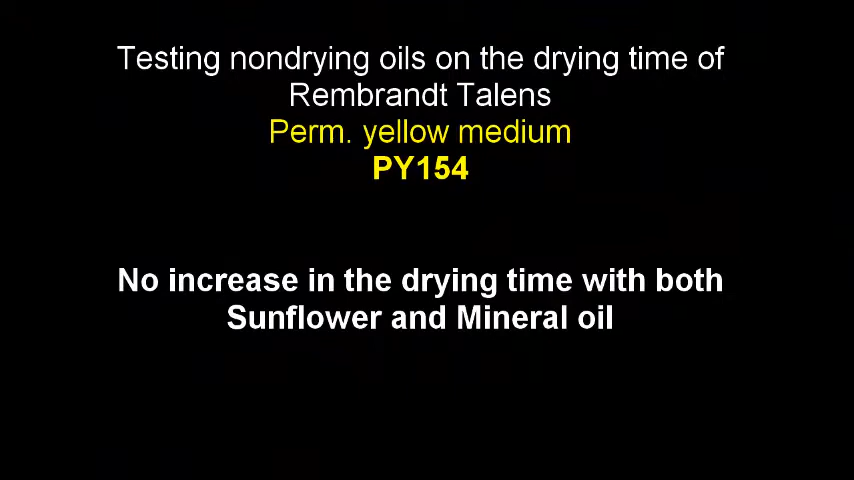 Testing nondrying oils on the drying time of
Rembrandt Talens
Perm. yellow medium
PY154
No increase in the drying time with both
Sunflower and Mineral oil